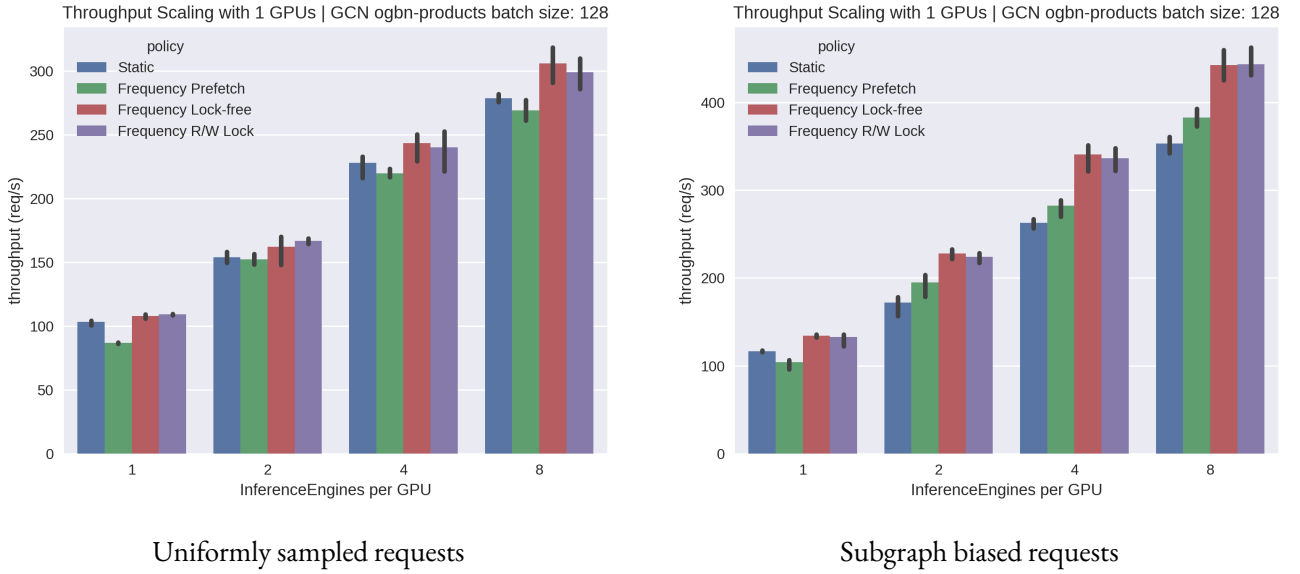 Throughput Scaling with 1 GPUs | GCN ogbn-products batch size: 128
policy
Static
Frequency Prefetch
Frequency Lock-free
Frequency R/W Lock
throughput (req/s)
300
250
200
150
100
50
0
1 2 4 8
InferenceEngines per GPU
Uniformly sampled requests
Throughput Scaling with 1 GPUs | GCN ogbn-products batch size: 128
policy
Static
Frequency Prefetch
Frequency Lock-free
Frequency R/W Lock
throughput (req/s)
400
300
200
100
0
1 2 4 8
InferenceEngines per GPU
Subgraph biased requests